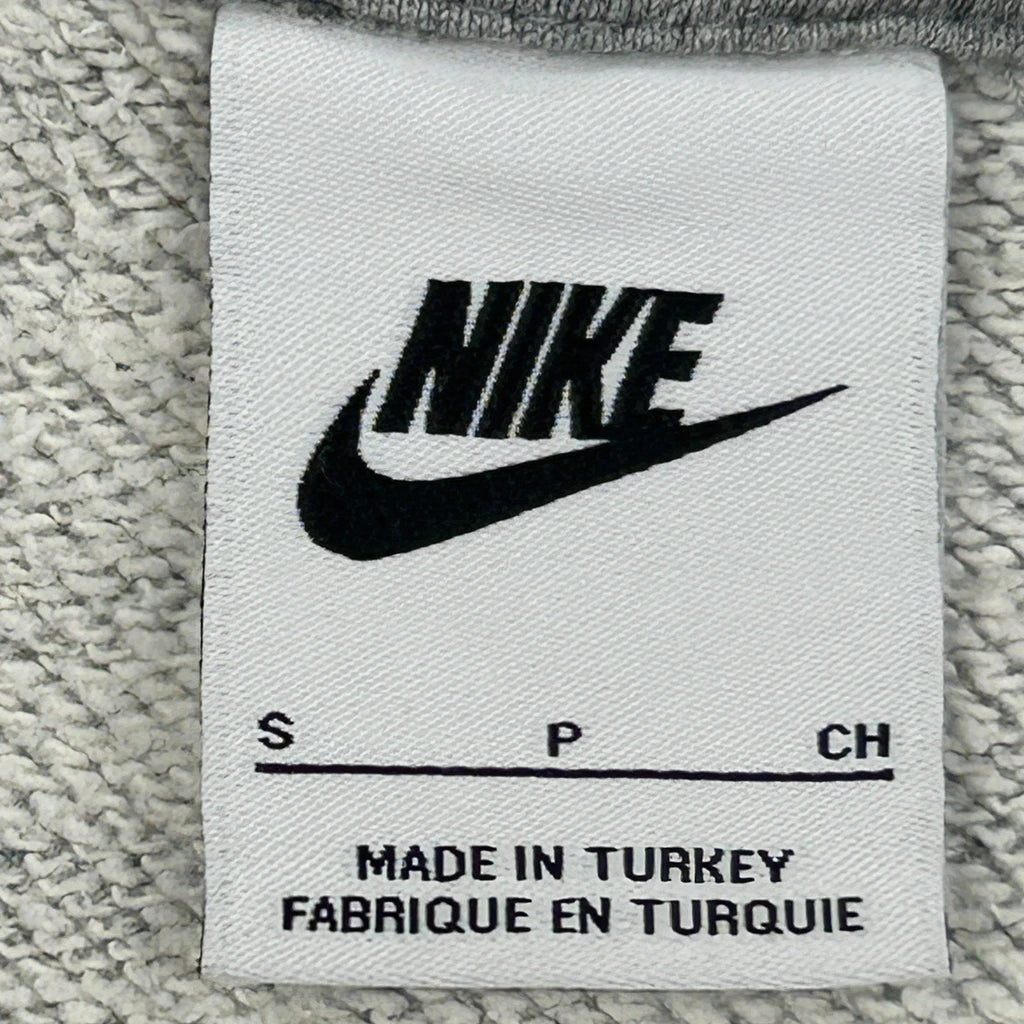 NIKE
S P CH
MADE IN TURKEY
FABRIQUE EN TURQUIE